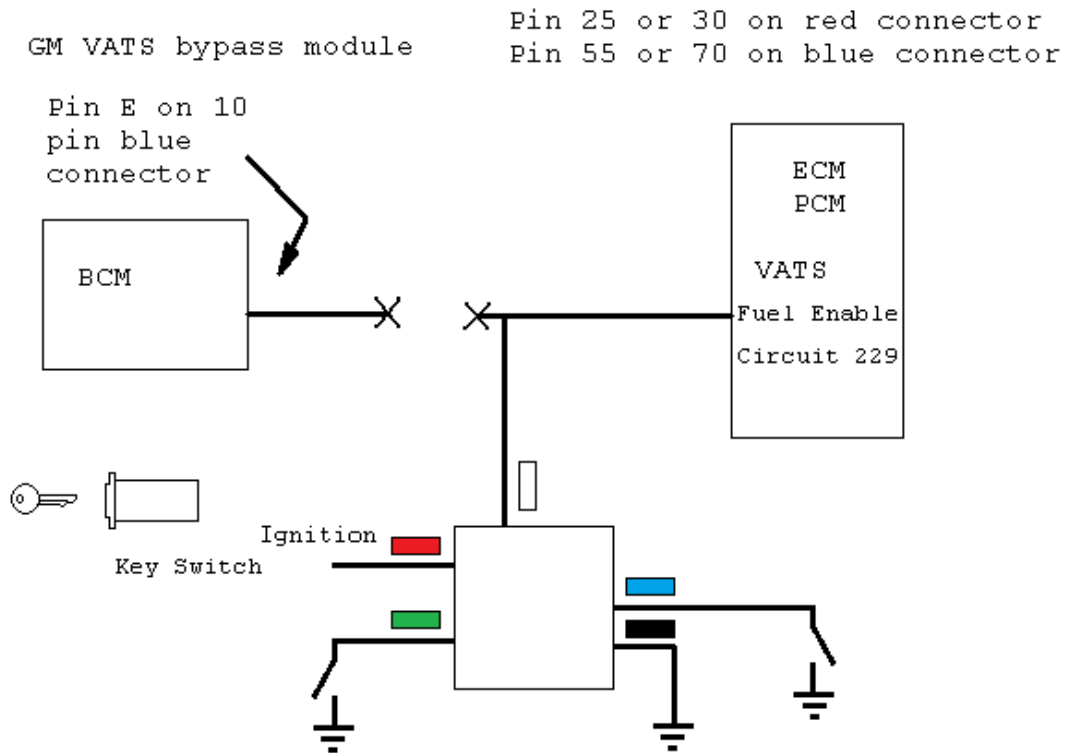 GM VATS bypass module
Pin 25 or 30 on red connector
Pin 55 or 70 on blue connector
Pin E on 10
pin blue
connector
BCM
ECM
PCM
VATS
Fuel Enable
Circuit 229
Ignition
Key Switch